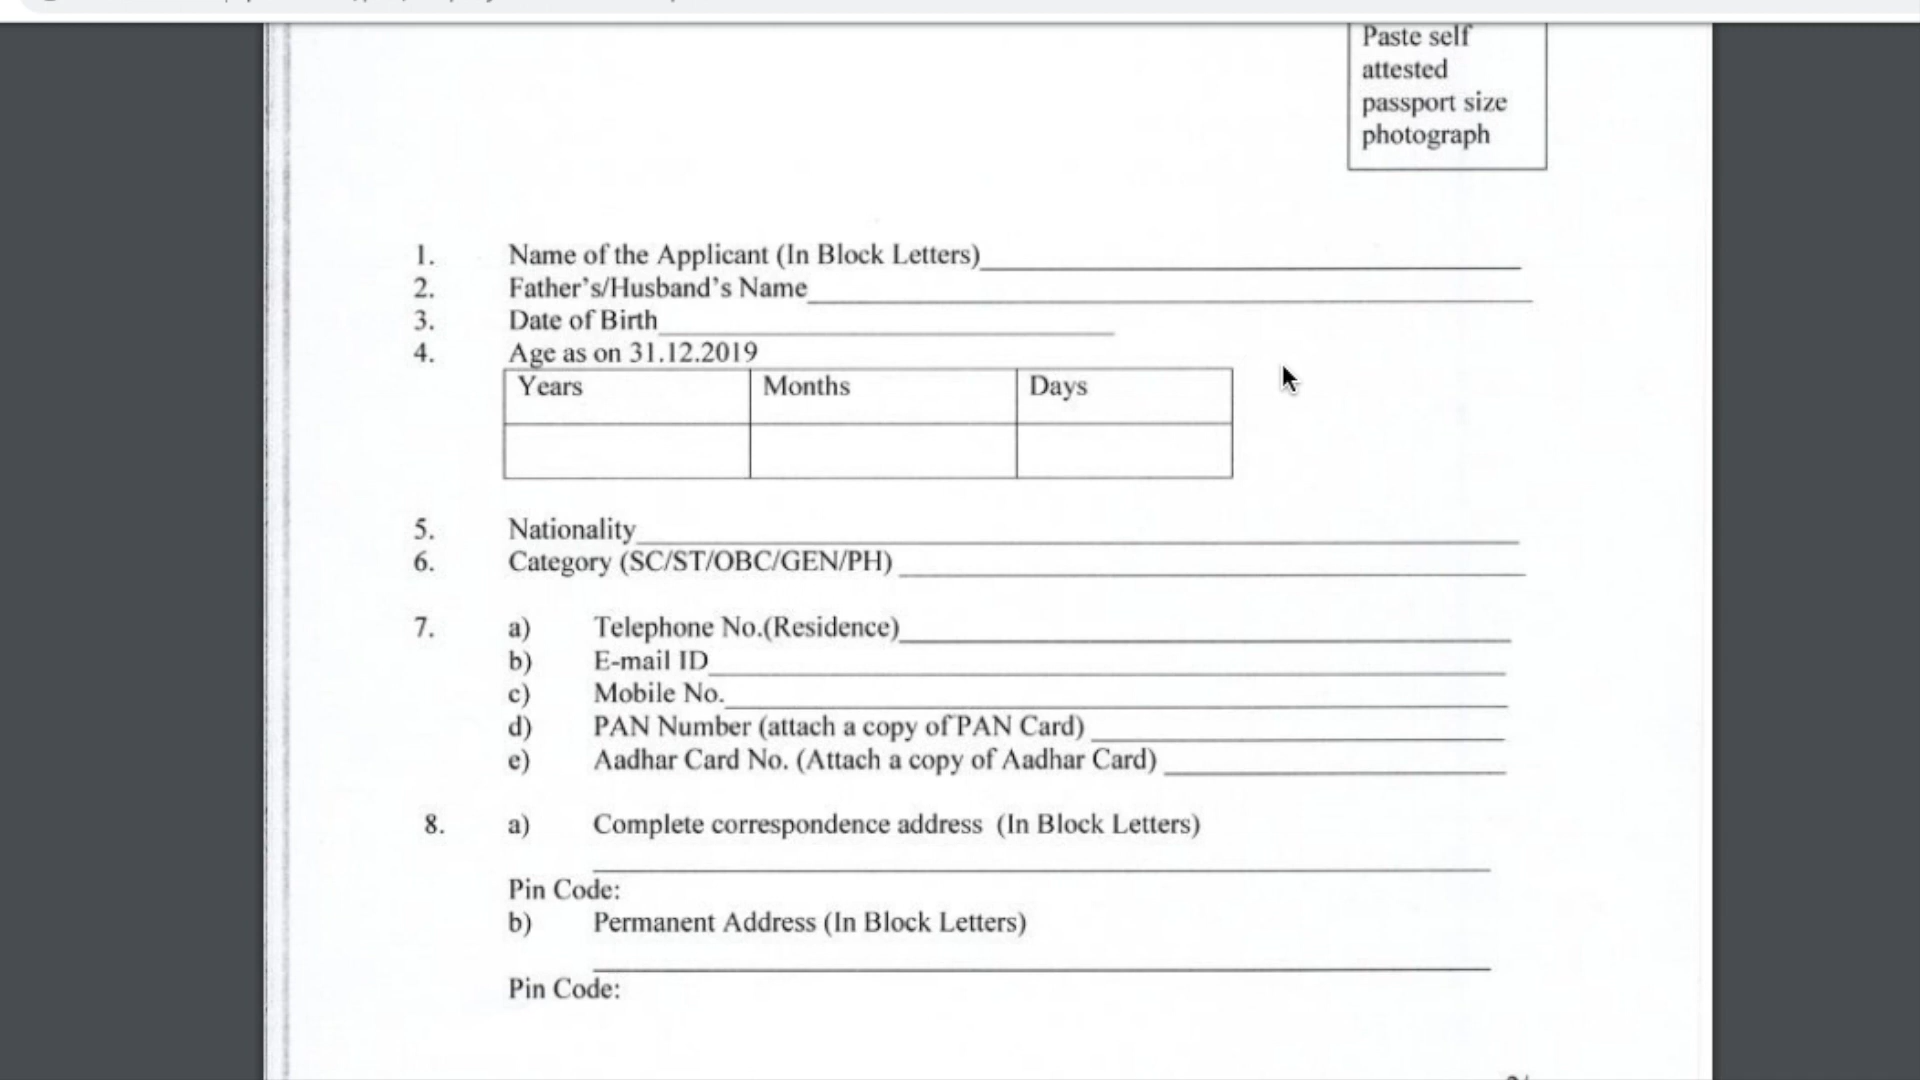 Paste self
attested
passport size
photograph
1. Name of the Applicant (In Block Letters)
2. Father's/Husband's Name
3. Date of Birth
4. Age as on 31.12.2019
Years Months Days
5. Nationality
6. Category (SC/ST/OBC/GEN/PH)
7. a) Telephone No.(Residence)
b) E-mail ID
c) Mobile No.
d) PAN Number (attach a copy of PAN Card)
e) Aadhar Card No. (Attach a copy of Aadhar Card)
8. a) Complete correspondence address (In Block Letters)
Pin Code:
b) Permanent Address (In Block Letters)
Pin Code: